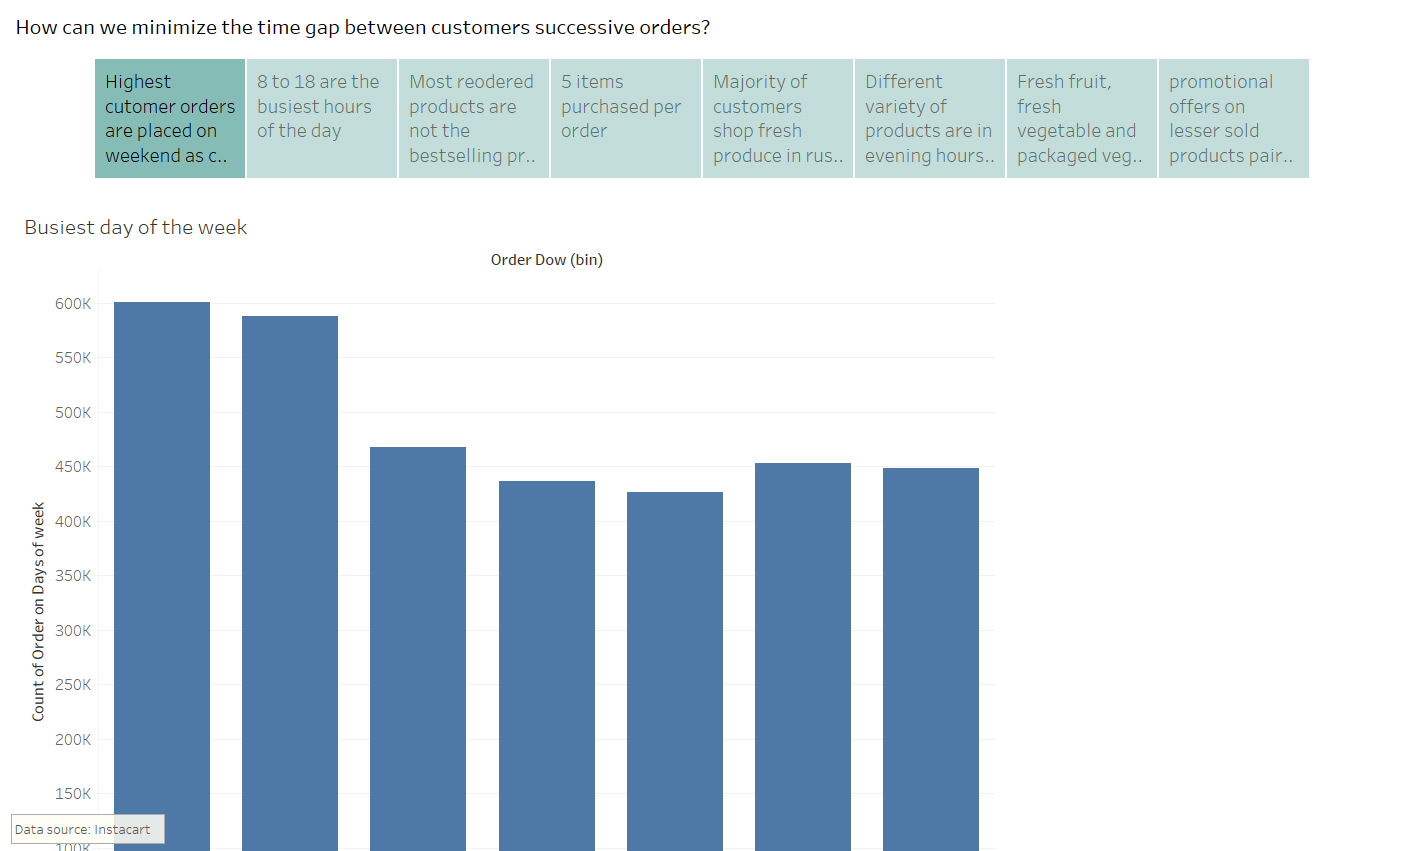 How can we minimize the time gap between customers successive orders?
Highest
cutomer orders
are placed on
weekend as c..
8 to 18 are the
busiest hours
of the day
Most reodered
products are
not the
bestselling pr..
5 items
purchased per
order
Majority of
customers
shop fresh
produce in rus..
Different
variety of
products are in
evening hours..
Fresh fruit,
fresh
vegetable and
packaged veg..
promotional
offers on
lesser sold
products pair..
Busiest day of the week
Order Dow (bin)
Count of Order on Days of week
600K
550K
500K
450K
400K
350K
300K
250K
200K
150K
100K
Data source: Instacart